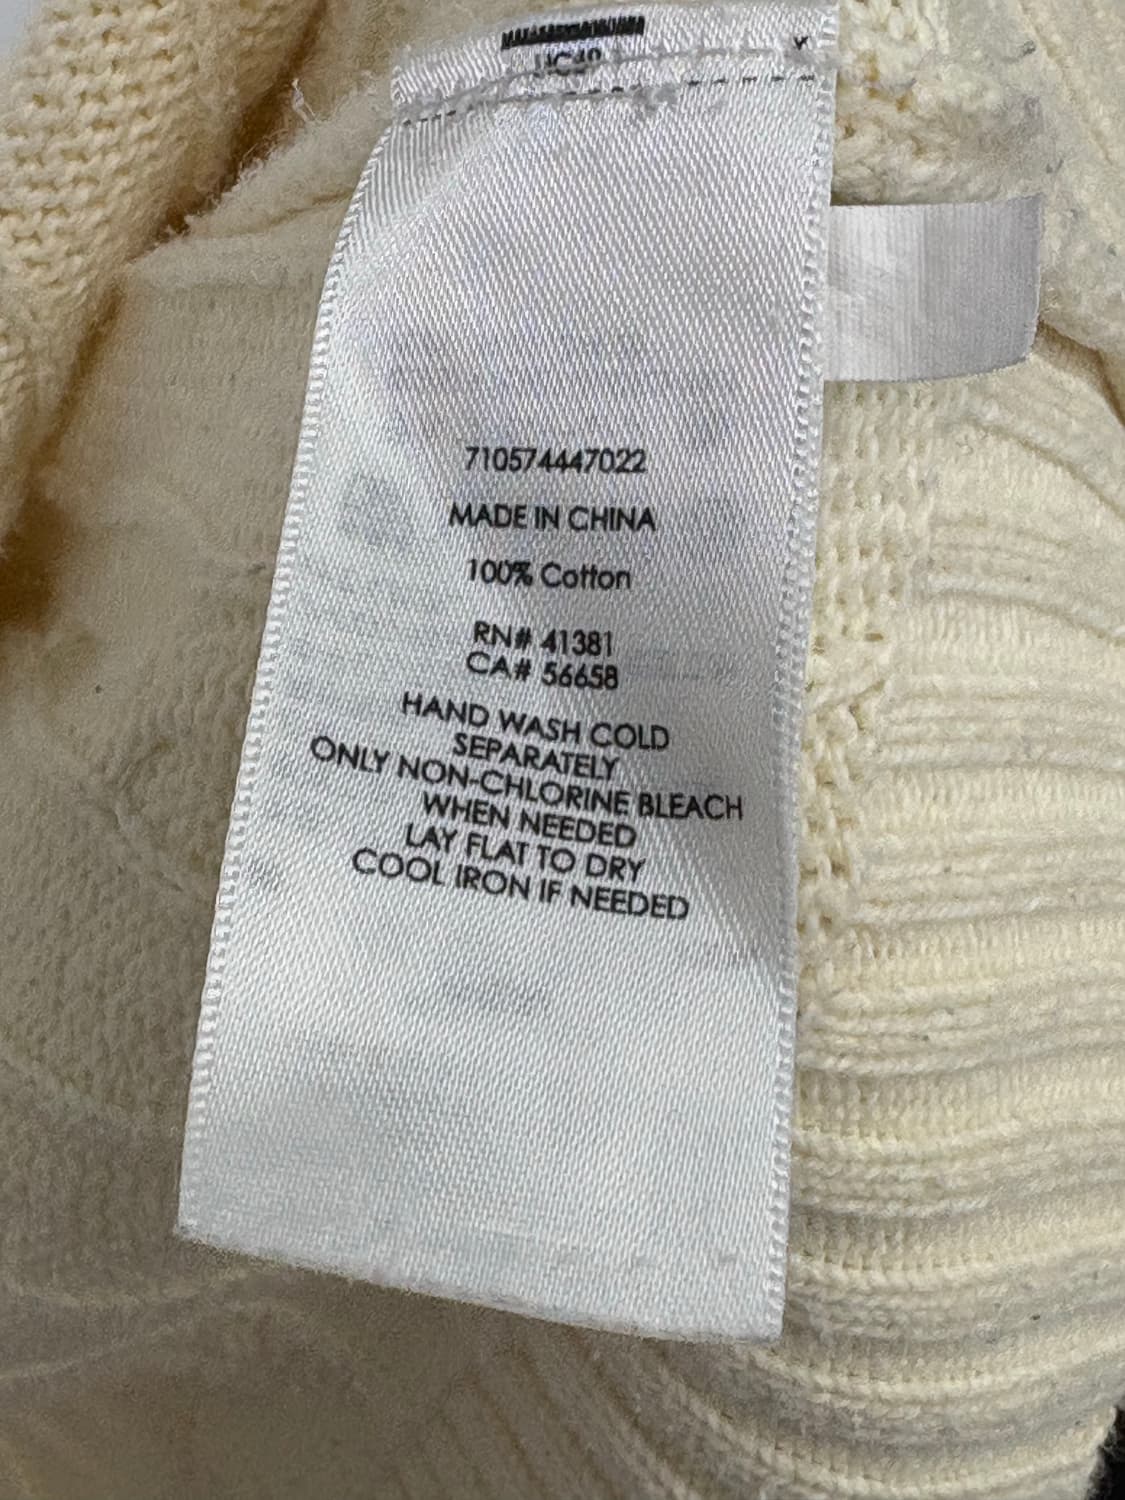 710574447022
MADE IN CHINA
100% Cotton
RN# 41381
CA# 56658
HAND WASH COLD
SEPARATELY
ONLY NON-CHLORINE BLEACH
WHEN NEEDED
LAY FLAT TO DRY
COOL IRON IF NEEDED